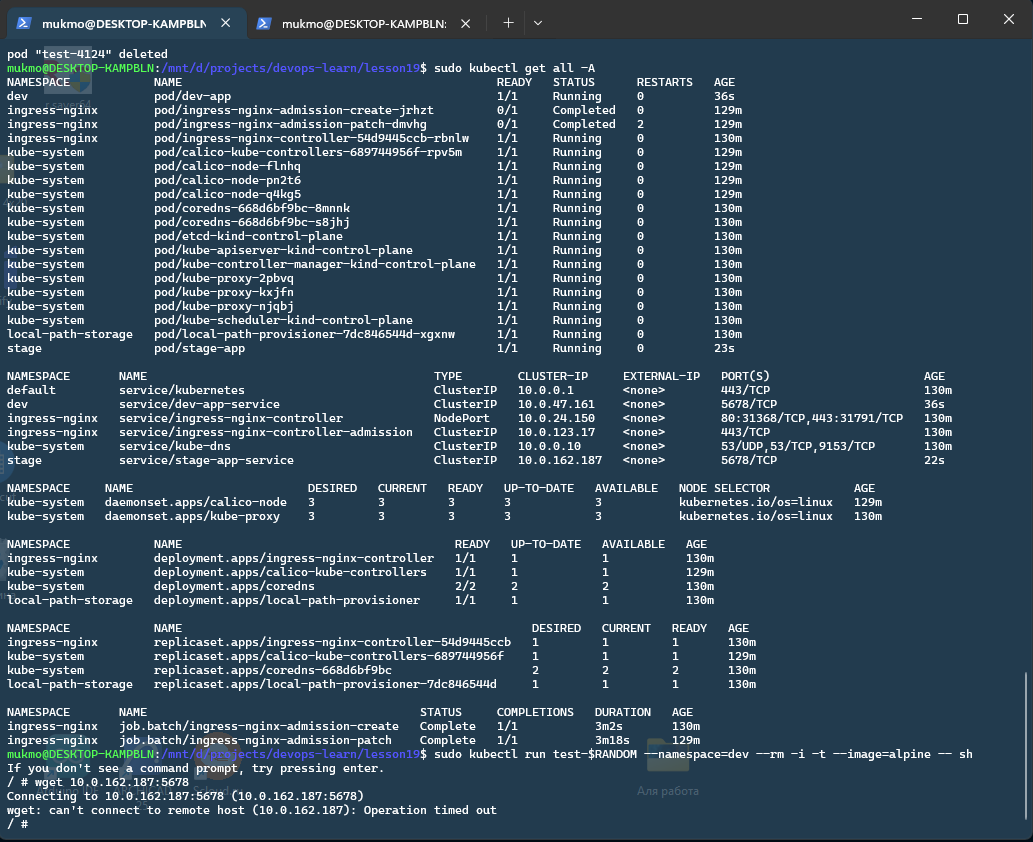 mukmo@DESKTOP-KAMPBLN
mukmo@DESKTOP-KAMPBLN:
pod "test-4124" deleted
mukmo@DESKTOP-KAMPBLN:/mnt/d/projects/devops-learn/lesson19$ sudo kubectl get all -A
NAMESPACE NAME READY STATUS RESTARTS AGE
dev pod/dev-app 1/1 Running 0 36s
ingress-nginx pod/ingress-nginx-admission-create-jrhzt 0/1 Completed 0 129m
ingress-nginx pod/ingress-nginx-admission-patch-dmvhg 0/1 Completed 2 129m
ingress-nginx pod/ingress-nginx-controller-54d9445ccb-rbnlw 1/1 Running 0 130m
kube-system pod/calico-kube-controllers-689744956f-rpv5m 1/1 Running 0 129m
kube-system pod/calico-node-flnhq 1/1 Running 0 129m
kube-system pod/calico-node-pn2t6 1/1 Running 0 129m
kube-system pod/calico-node-q4kg5 1/1 Running 0 129m
kube-system pod/coredns-668d6bf9bc-8mnnk 1/1 Running 0 130m
kube-system pod/coredns-668d6bf9bc-s8jhj 1/1 Running 0 130m
kube-system pod/etcd-kind-control-plane 1/1 Running 0 130m
kube-system pod/kube-apiserver-kind-control-plane 1/1 Running 0 130m
kube-system pod/kube-controller-manager-kind-control-plane 1/1 Running 0 130m
kube-system pod/kube-proxy-2pbvq 1/1 Running 0 130m
kube-system pod/kube-proxy-kxjfn 1/1 Running 0 130m
kube-system pod/kube-proxy-njqbj 1/1 Running 0 130m
kube-system pod/kube-scheduler-kind-control-plane 1/1 Running 0 130m
local-path-storage pod/local-path-provisioner-7dc846544d-xgxnw 1/1 Running 0 130m
stage pod/stage-app 1/1 Running 0 23s
NAMESPACE NAME TYPE CLUSTER-IP EXTERNAL-IP PORT(S) AGE
default service/kubernetes ClusterIP 10.0.0.1 <none> 443/TCP 130m
dev service/dev-app-service ClusterIP 10.0.47.161 <none> 5678/TCP 36s
ingress-nginx service/ingress-nginx-controller NodePort 10.0.24.150 <none> 80:31368/TCP,443:31791/TCP 130m
ingress-nginx service/ingress-nginx-controller-admission ClusterIP 10.0.123.17 <none> 443/TCP 130m
kube-system service/kube-dns ClusterIP 10.0.0.10 <none> 53/UDP,53/TCP,9153/TCP 130m
stage service/stage-app-service ClusterIP 10.0.162.187 <none> 5678/TCP 22s
NAMESPACE NAME DESIRED CURRENT READY UP-TO-DATE AVAILABLE NODE SELECTOR AGE
kube-system daemonset.apps/calico-node 3 3 3 3 3 kubernetes.io/os=linux 129m
kube-system daemonset.apps/kube-proxy 3 3 3 3 3 kubernetes.io/os=linux 130m
NAMESPACE NAME READY UP-TO-DATE AVAILABLE AGE
ingress-nginx deployment.apps/ingress-nginx-controller 1/1 1 1 130m
kube-system deployment.apps/calico-kube-controllers 1/1 1 1 129m
kube-system deployment.apps/coredns 2/2 2 2 130m
local-path-storage deployment.apps/local-path-provisioner 1/1 1 1 130m
NAMESPACE NAME DESIRED CURRENT READY AGE
ingress-nginx replicaset.apps/ingress-nginx-controller-54d9445ccb 1 1 1 130m
kube-system replicaset.apps/calico-kube-controllers-689744956f 1 1 1 129m
kube-system replicaset.apps/coredns-668d6bf9bc 2 2 2 130m
local-path-storage replicaset.apps/local-path-provisioner-7dc846544d 1 1 1 130m
NAMESPACE NAME STATUS COMPLETIONS DURATION AGE
ingress-nginx job.batch/ingress-nginx-admission-create Complete 1/1 3m2s 130m
ingress-nginx job.batch/ingress-nginx-admission-patch Complete 1/1 3m18s 129m
mukmo@DESKTOP-KAMPBLN:/mnt/d/projects/devops-learn/lesson19$ sudo kubectl run test-$RANDOM --namespace=dev --rm -i -t --image=alpine -- sh
If you don't see a command prompt, try pressing enter.
/ # wget 10.0.162.187:5678
Connecting to 10.0.162.187:5678 (10.0.162.187:5678)
Аля работа
wget: can't connect to remote host (10.0.162.187): Operation timed out
/ #